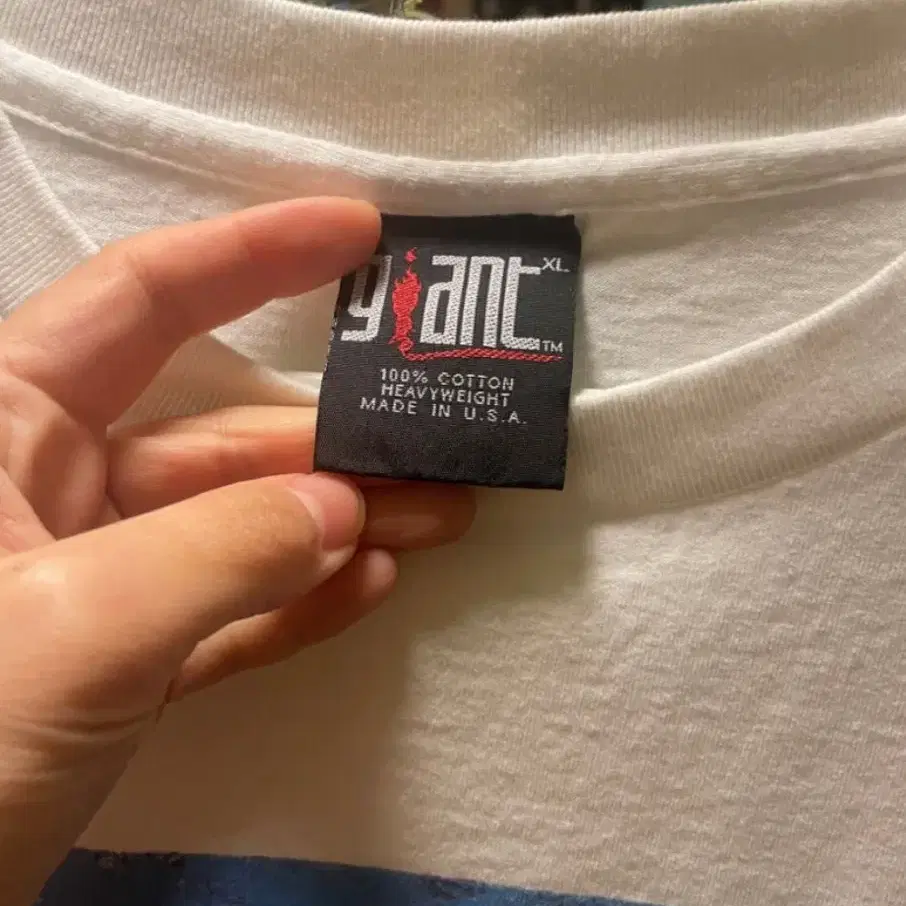 giant XL
TM
100% COTTON
HEAVYWEIGHT
MADE IN U.S.A.